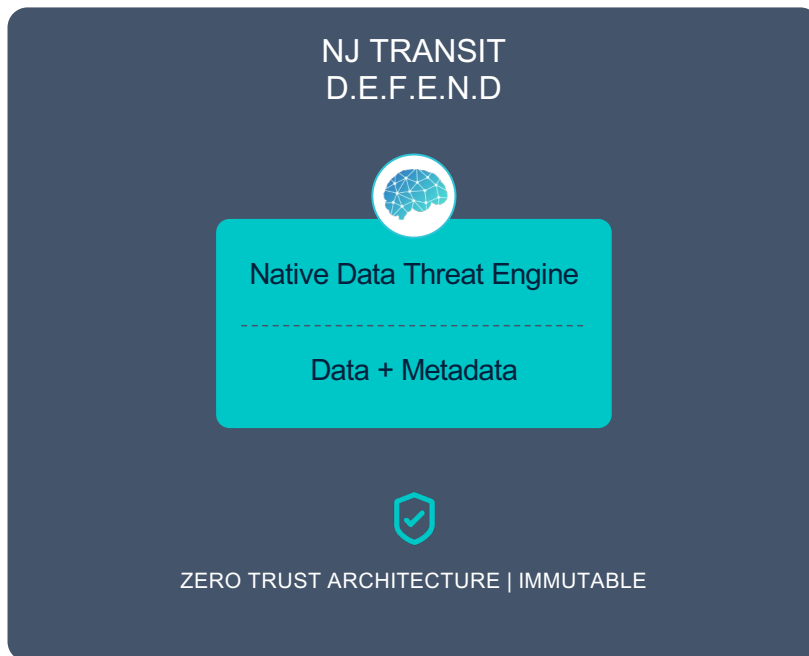 NJ TRANSIT
D.E.F.E.N.D
Native Data Threat Engine
Data + Metadata
ZERO TRUST ARCHITECTURE | IMMUTABLE